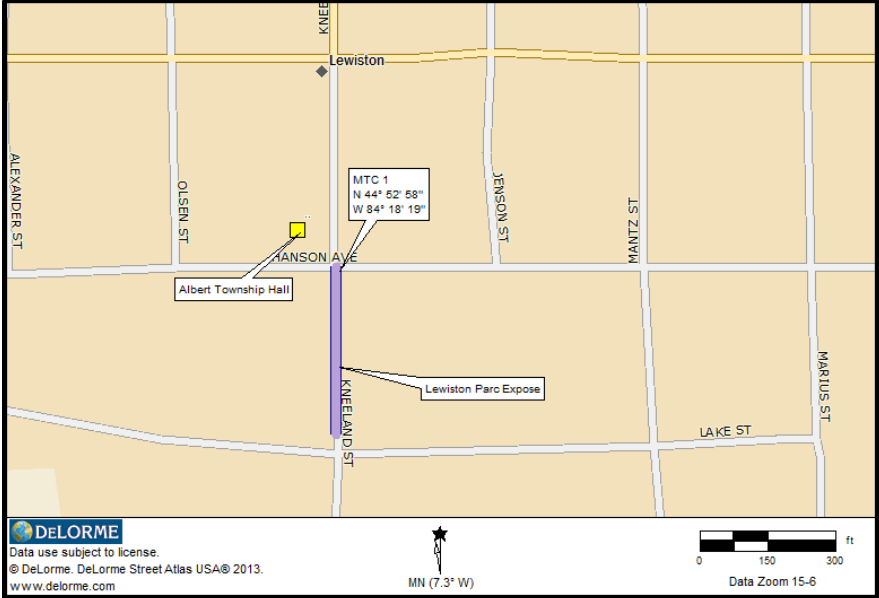 KNEE
Lewiston
ALEXANDER ST
OLSEN ST
MTC 1
N 44° 52' 58"
W 84° 18' 19"
JENSON ST
MANTZ ST
HANSON AVE
Albert Township Hall
MARIUS ST
Lewiston Parc Expose
KNEELAND ST
LAKE ST
DELORME
Data use subject to license.
© DeLorme. DeLorme Street Atlas USA® 2013.
www.delorme.com
MN (7.3° W)
ft
0 150 300
Data Zoom 15-6